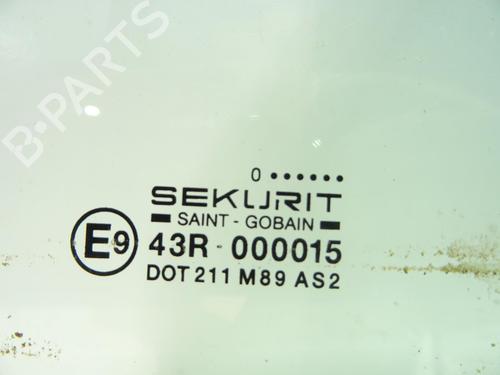 B-PARTS
0 ••••••
SEKURIT
SAINT - GOBAIN
E9 43R - 000015
DOT 211 M89 AS2